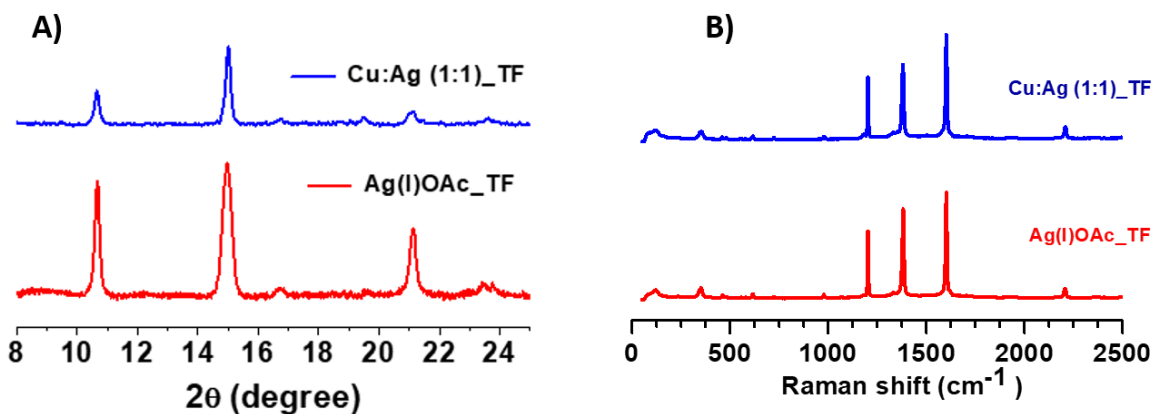 A)
Cu:Ag (1:1)_TF
Ag(I)OAc_TF
8 10 12 14 16 18 20 22 24
2θ (degree)
B)
Cu:Ag (1:1)_TF
Ag(I)OAc_TF
0 500 1000 1500 2000 2500
Raman shift (cm⁻¹ )